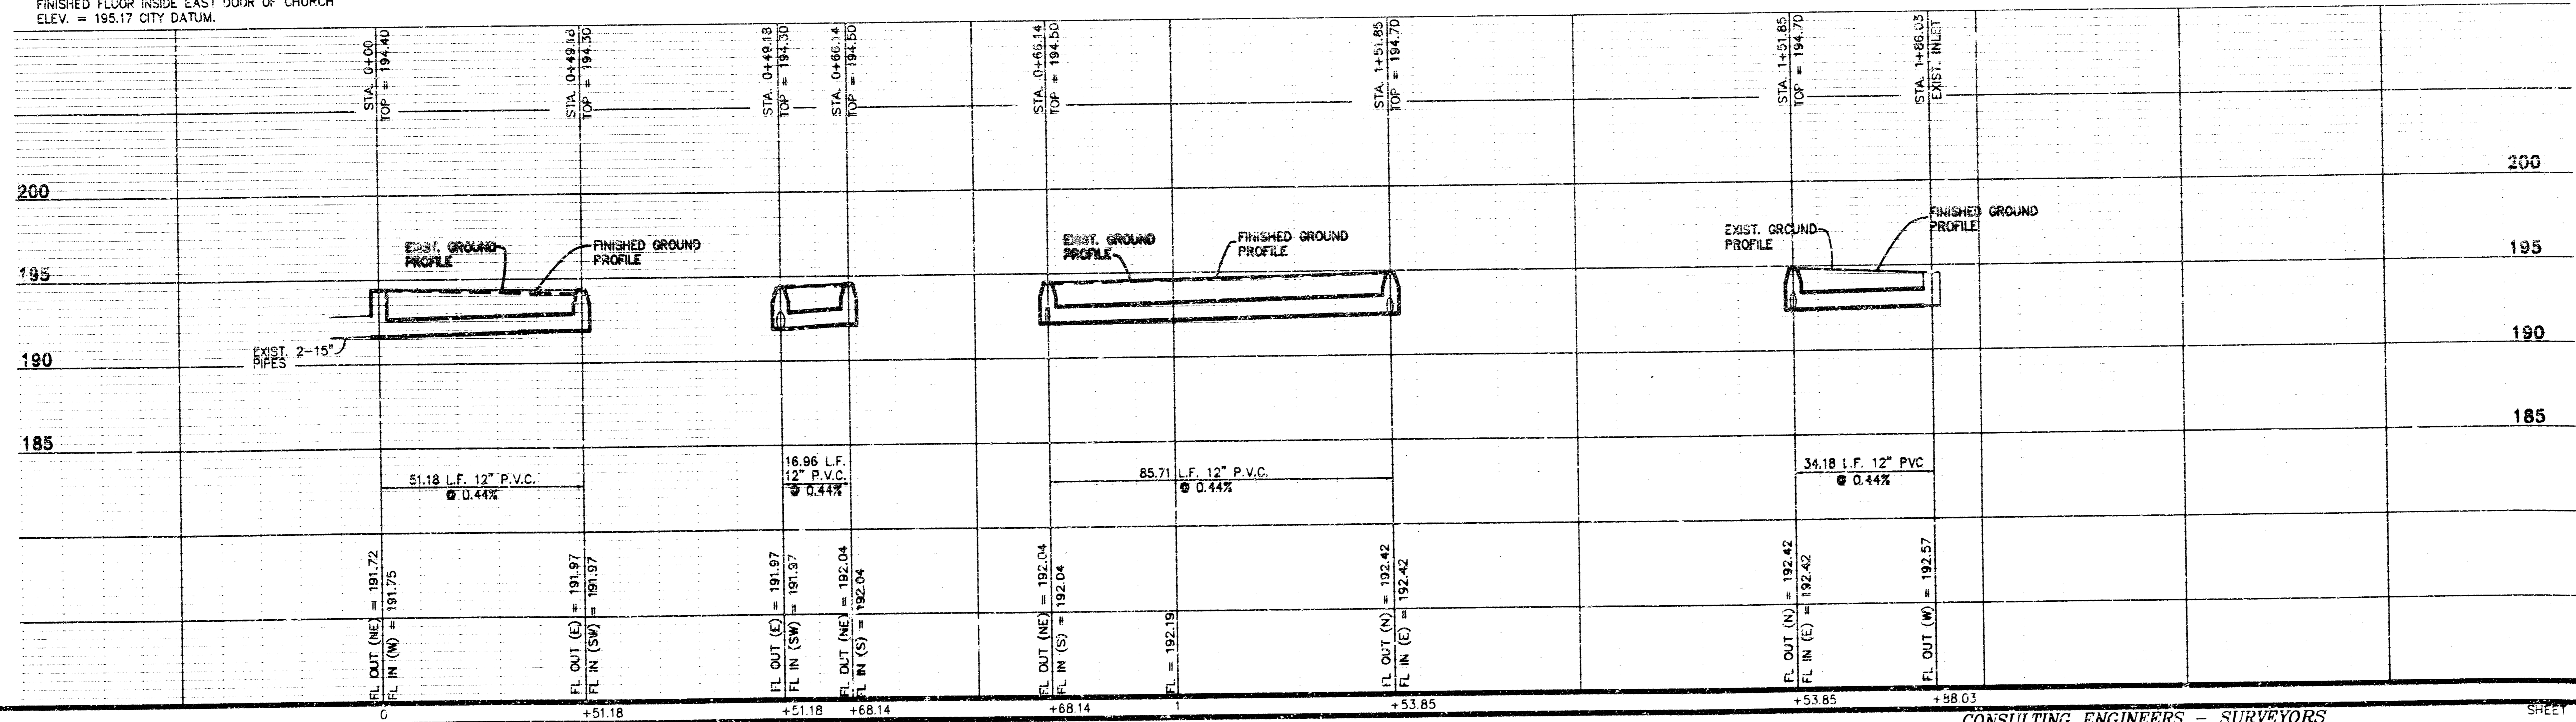 FINISHED FLOOR INSIDE EAST DOOR OF CHURCH
ELEV. = 195.17 CITY DATUM.
STA. 0+00
TOP = 194.40
STA. 0+49.13
TOP = 194.30
STA. 0+49.13
TOP = 194.30
STA. 0+66.14
TOP = 194.50
STA. 0+66.14
TOP = 194.50
STA. 1+51.85
TOP = 194.70
STA. 1+51.85
TOP = 194.70
STA. 1+86.03
EXIST. INLET
200
200
EXIST. GROUND
PROFILE
FINISHED GROUND
PROFILE
EXIST. GROUND
PROFILE
FINISHED GROUND
PROFILE
EXIST. GROUND
PROFILE
FINISHED GROUND
PROFILE
195
195
EXIST. 2-15"
PIPES
190
190
185
185
51.18 L.F. 12" P.V.C.
@ 0.44%
16.96 L.F.
12" P.V.C.
@ 0.44%
85.71 L.F. 12" P.V.C.
@ 0.44%
34.18 L.F. 12" PVC
@ 0.44%
FL OUT (NE) = 191.72
FL IN (W) = 191.75
FL OUT (E) = 191.97
FL IN (SW) = 191.97
FL OUT (E) = 191.97
FL IN (SW) = 191.97
FL OUT (NE) = 192.04
FL IN (S) = 192.04
FL OUT (NE) = 192.04
FL IN (S) = 192.04
FL = 192.19
FL OUT (N) = 192.42
FL IN (E) = 192.42
FL OUT (N) = 192.42
FL IN (E) = 192.42
FL OUT (W) = 192.57
0
+51.18
+51.18
+68.14
+68.14
1
+53.85
+53.85
+88.03
CONSULTING ENGINEERS - SURVEYORS
SHEET